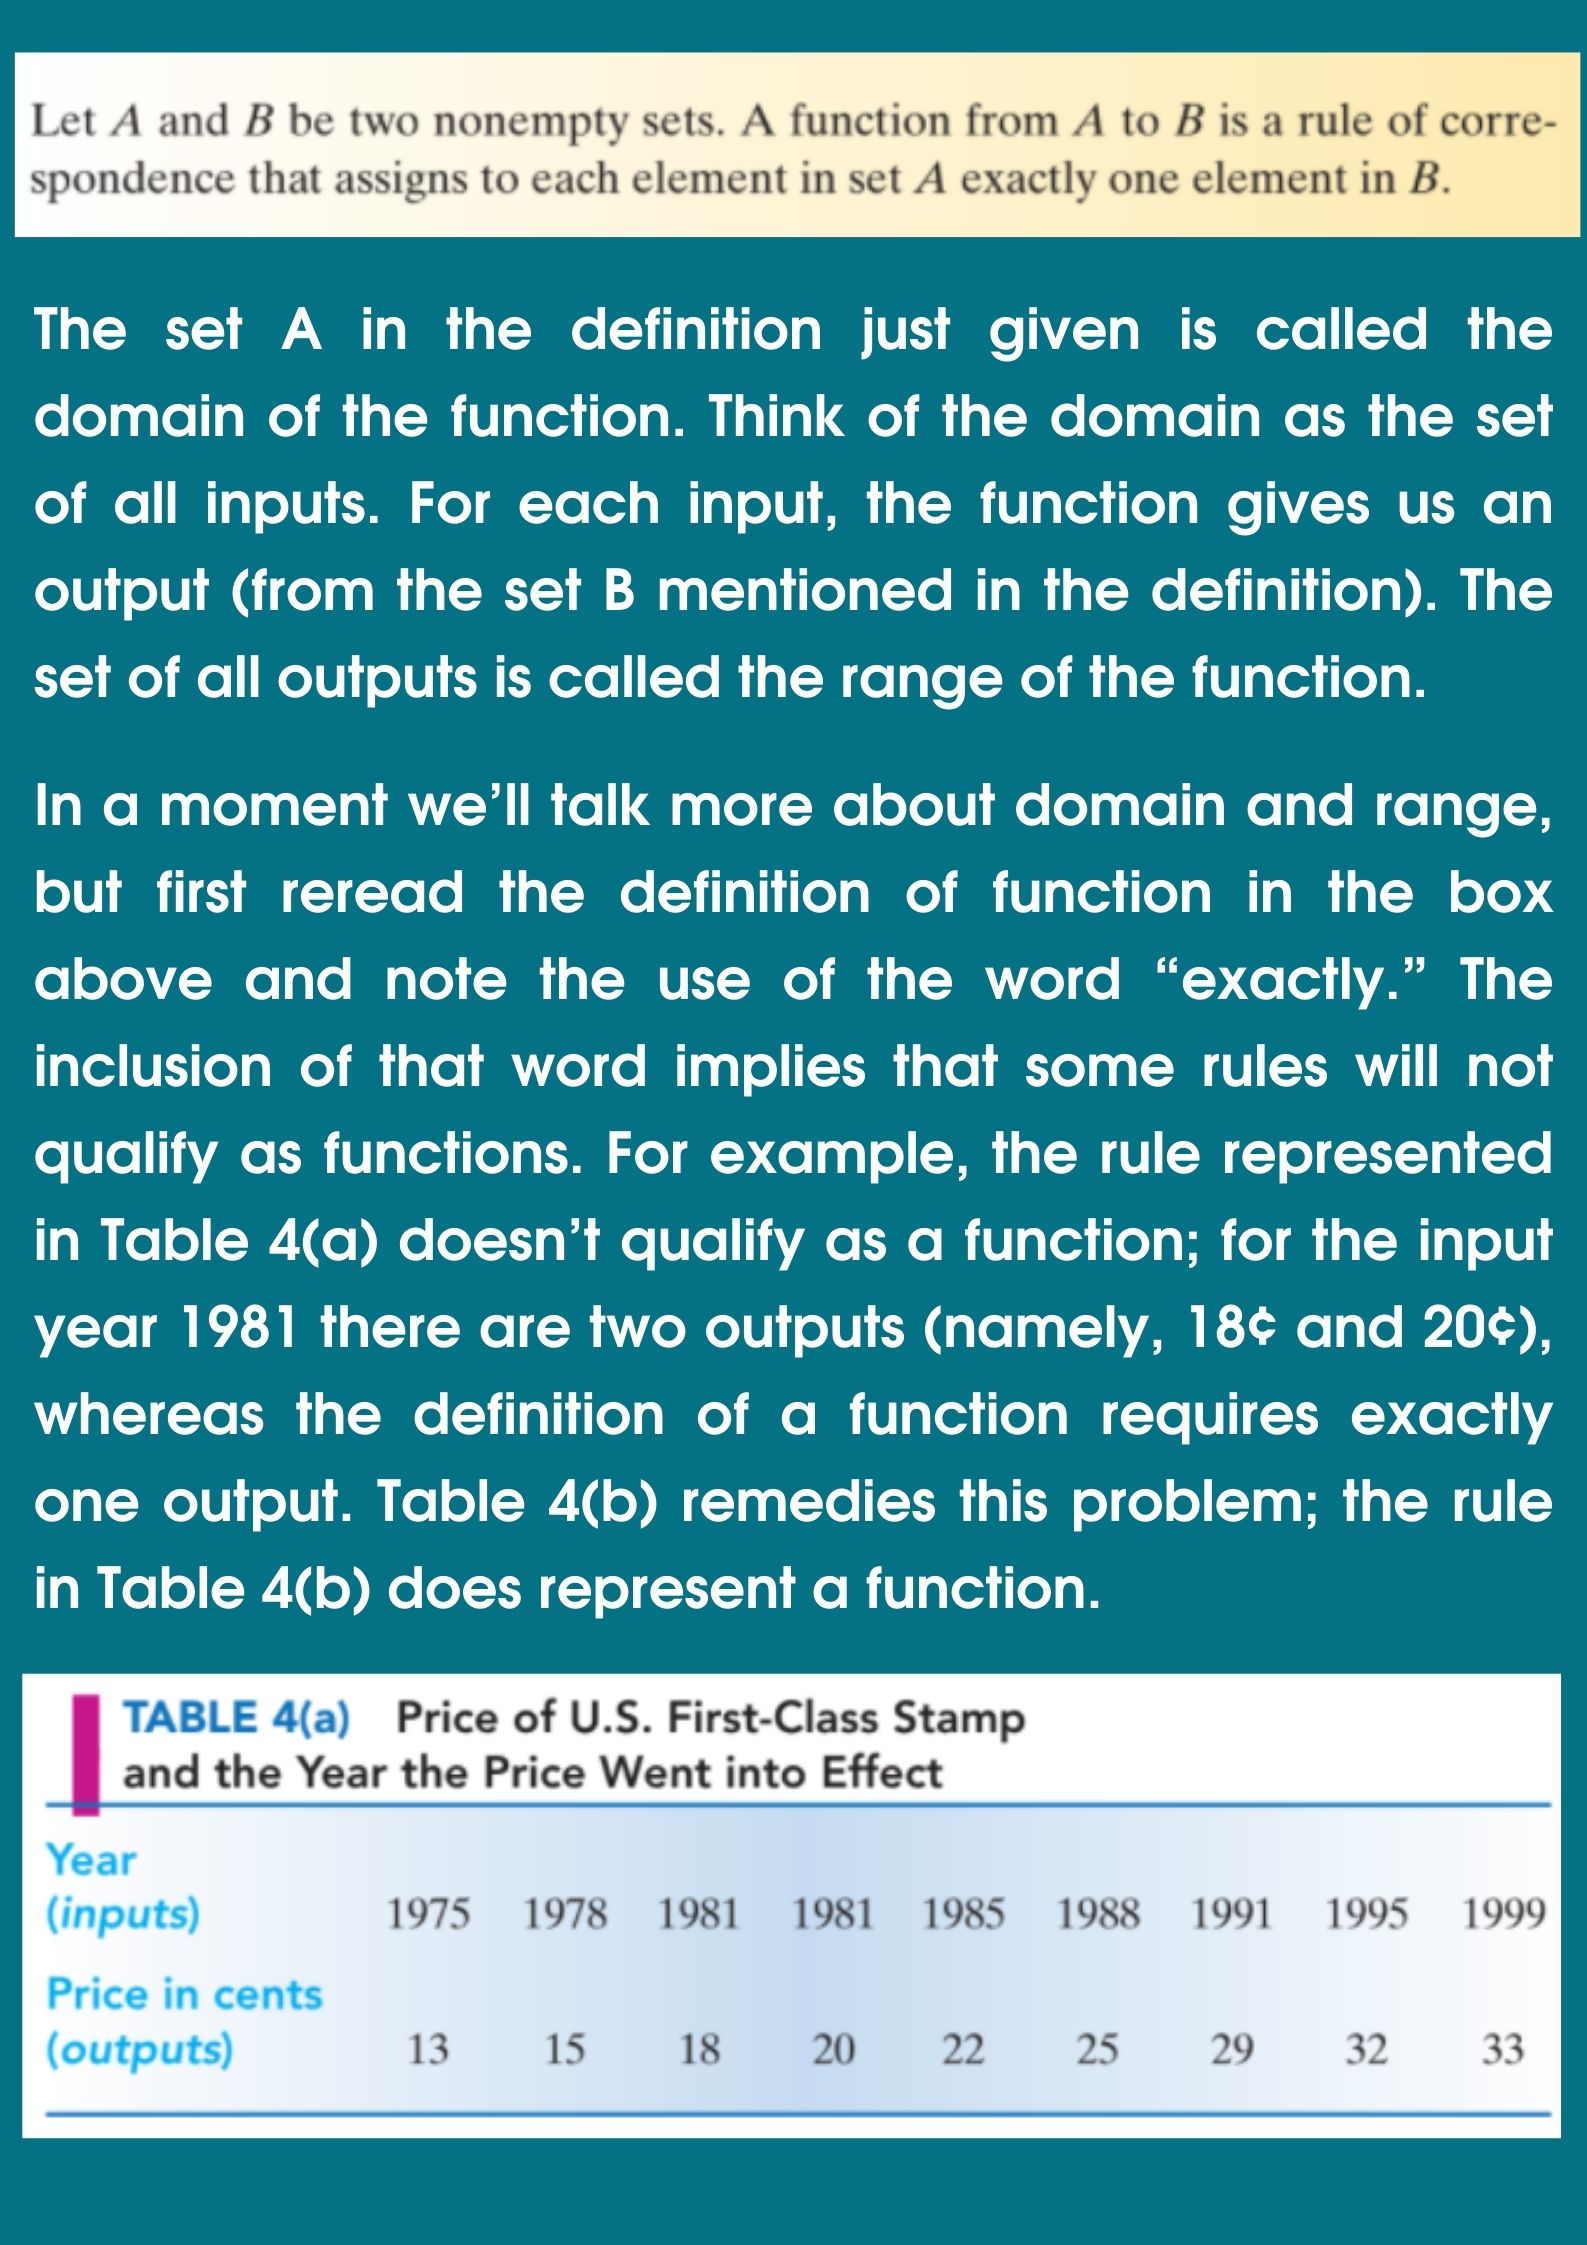 Let A and B be two nonempty sets. A function from A to B is a rule of corre-
spondence that assigns to each element in set A exactly one element in B.
The set A in the definition just given is called the
domain of the function. Think of the domain as the set
of all inputs. For each input, the function gives us an
output (from the set B mentioned in the definition). The
set of all outputs is called the range of the function.
In a moment we’ll talk more about domain and range,
but first reread the definition of function in the box
above and note the use of the word “exactly.” The
inclusion of that word implies that some rules will not
qualify as functions. For example, the rule represented
in Table 4(a) doesn’t qualify as a function; for the input
year 1981 there are two outputs (namely, 18¢ and 20¢),
whereas the definition of a function requires exactly
one output. Table 4(b) remedies this problem; the rule
in Table 4(b) does represent a function.
TABLE 4(a) Price of U.S. First-Class Stamp
and the Year the Price Went into Effect
Year
(inputs) 1975 1978 1981 1981 1985 1988 1991 1995 1999
Price in cents
(outputs) 13 15 18 20 22 25 29 32 33